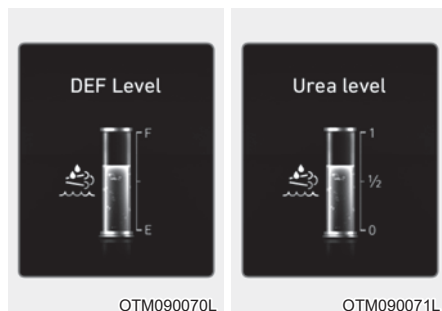 DEF Level
F
E
OTM090070L
Urea level
1
½
0
OTM090071L